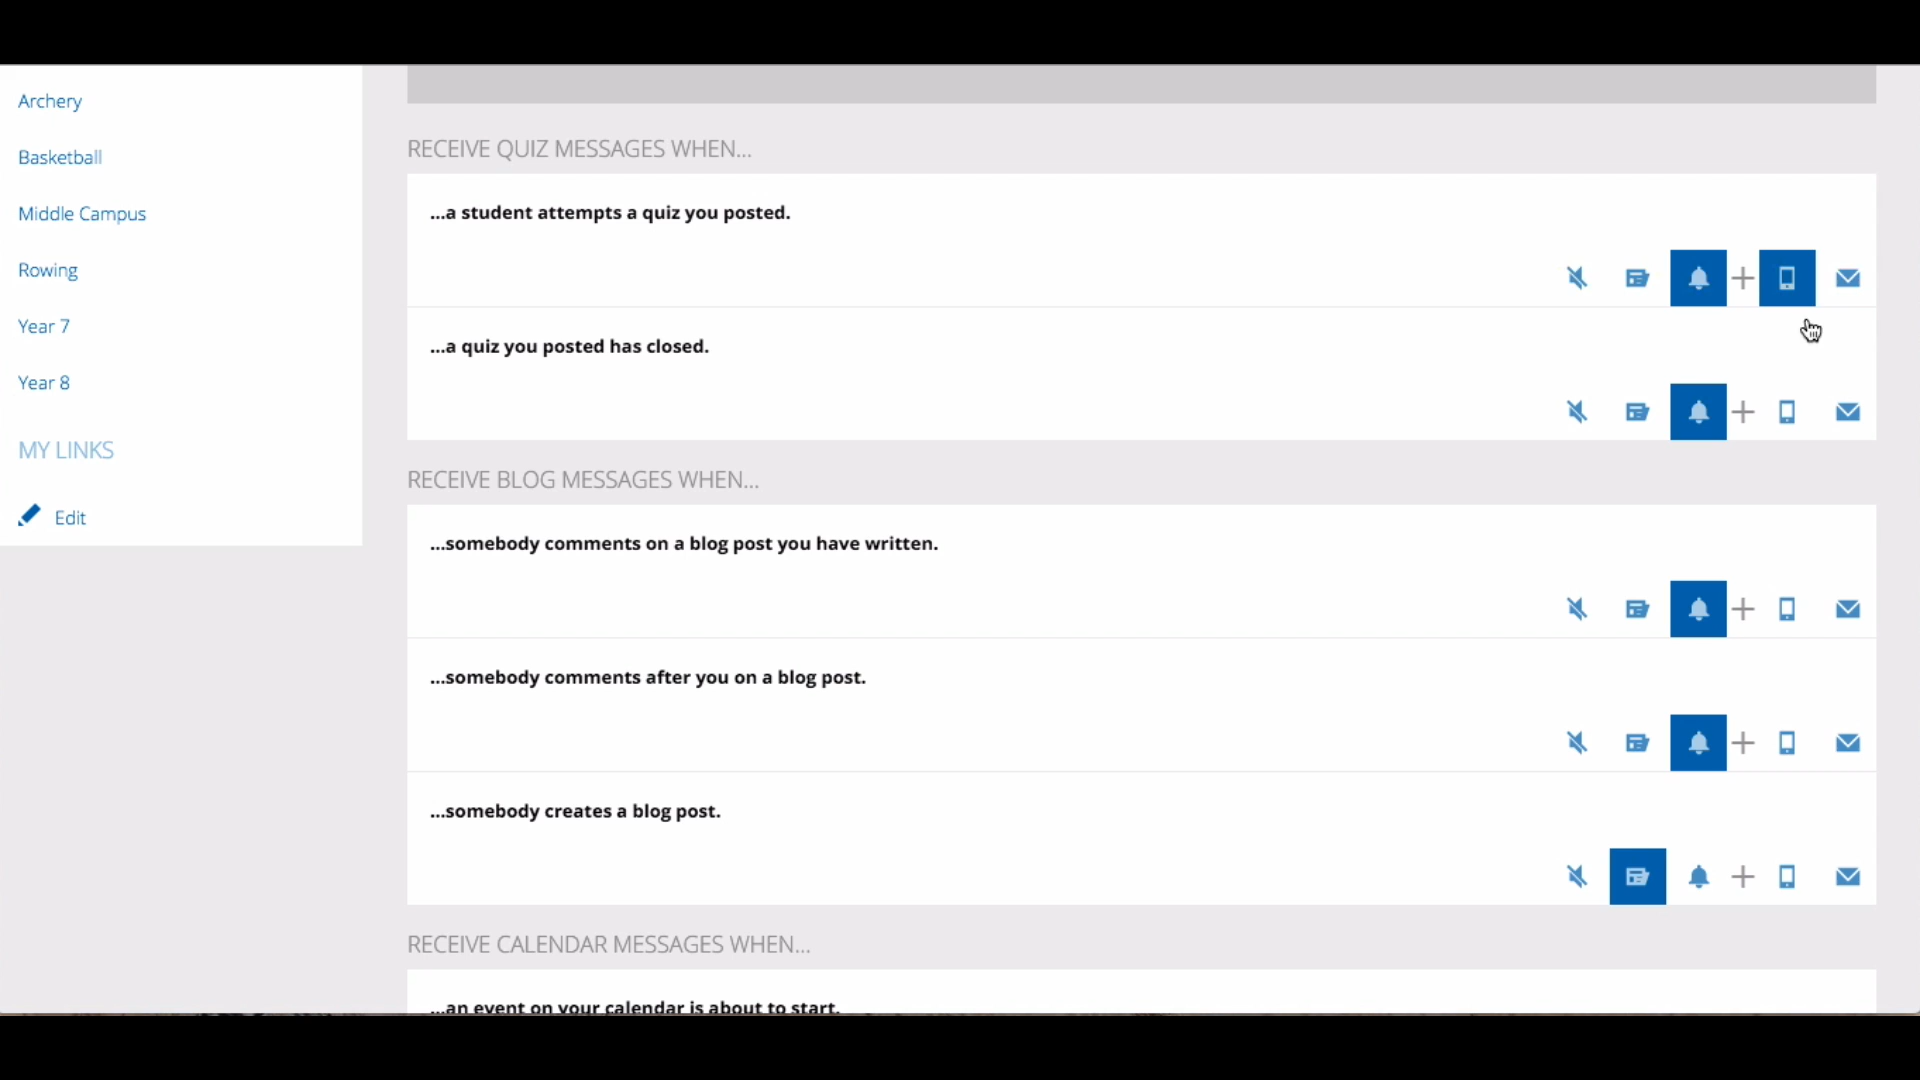 Archery
Basketball
Middle Campus
Rowing
Year 7
Year 8
MY LINKS
Edit
RECEIVE QUIZ MESSAGES WHEN...
...a student attempts a quiz you posted.
...a quiz you posted has closed.
RECEIVE BLOG MESSAGES WHEN...
...somebody comments on a blog post you have written.
...somebody comments after you on a blog post.
...somebody creates a blog post.
RECEIVE CALENDAR MESSAGES WHEN...
...an event on your calendar is about to start.